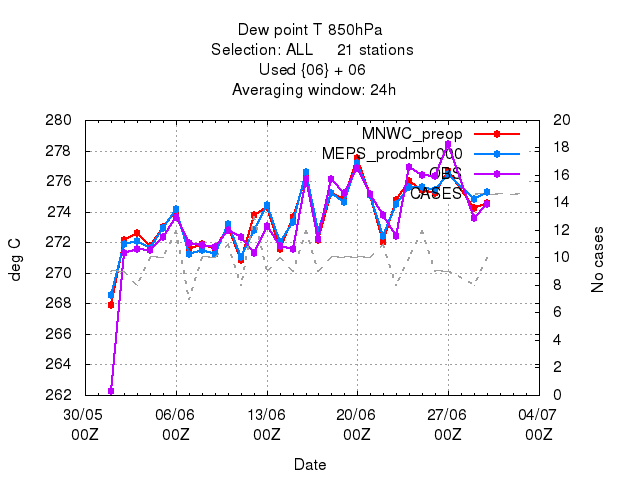 Dew point T 850hPa
Selection: ALL 21 stations
Used {06} + 06
Averaging window: 24h
280
278
276
274
272
270
268
266
264
262
deg C
20
18
16
14
12
10
8
6
4
2
0
No cases
MNWC_preop
MEPS_prodmbr000
OBS
CASES
30/05 06/06 13/06 20/06 27/06 04/07
00Z 00Z 00Z 00Z 00Z 00Z
Date